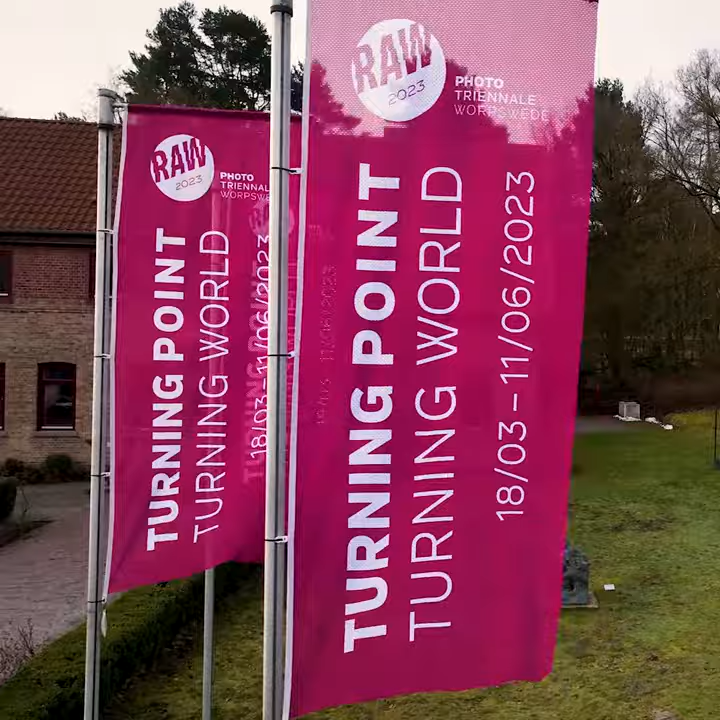 RAW
2023
PHOTO
TRIENNALE
WORPSWEDE
TURNING POINT
TURNING WORLD
18/03–11/06/2023
RAW
2023
PHOTO
TRIENNALE
WORPSWEDE
TURNING POINT
TURNING WORLD
18/03 – 11/06/2023